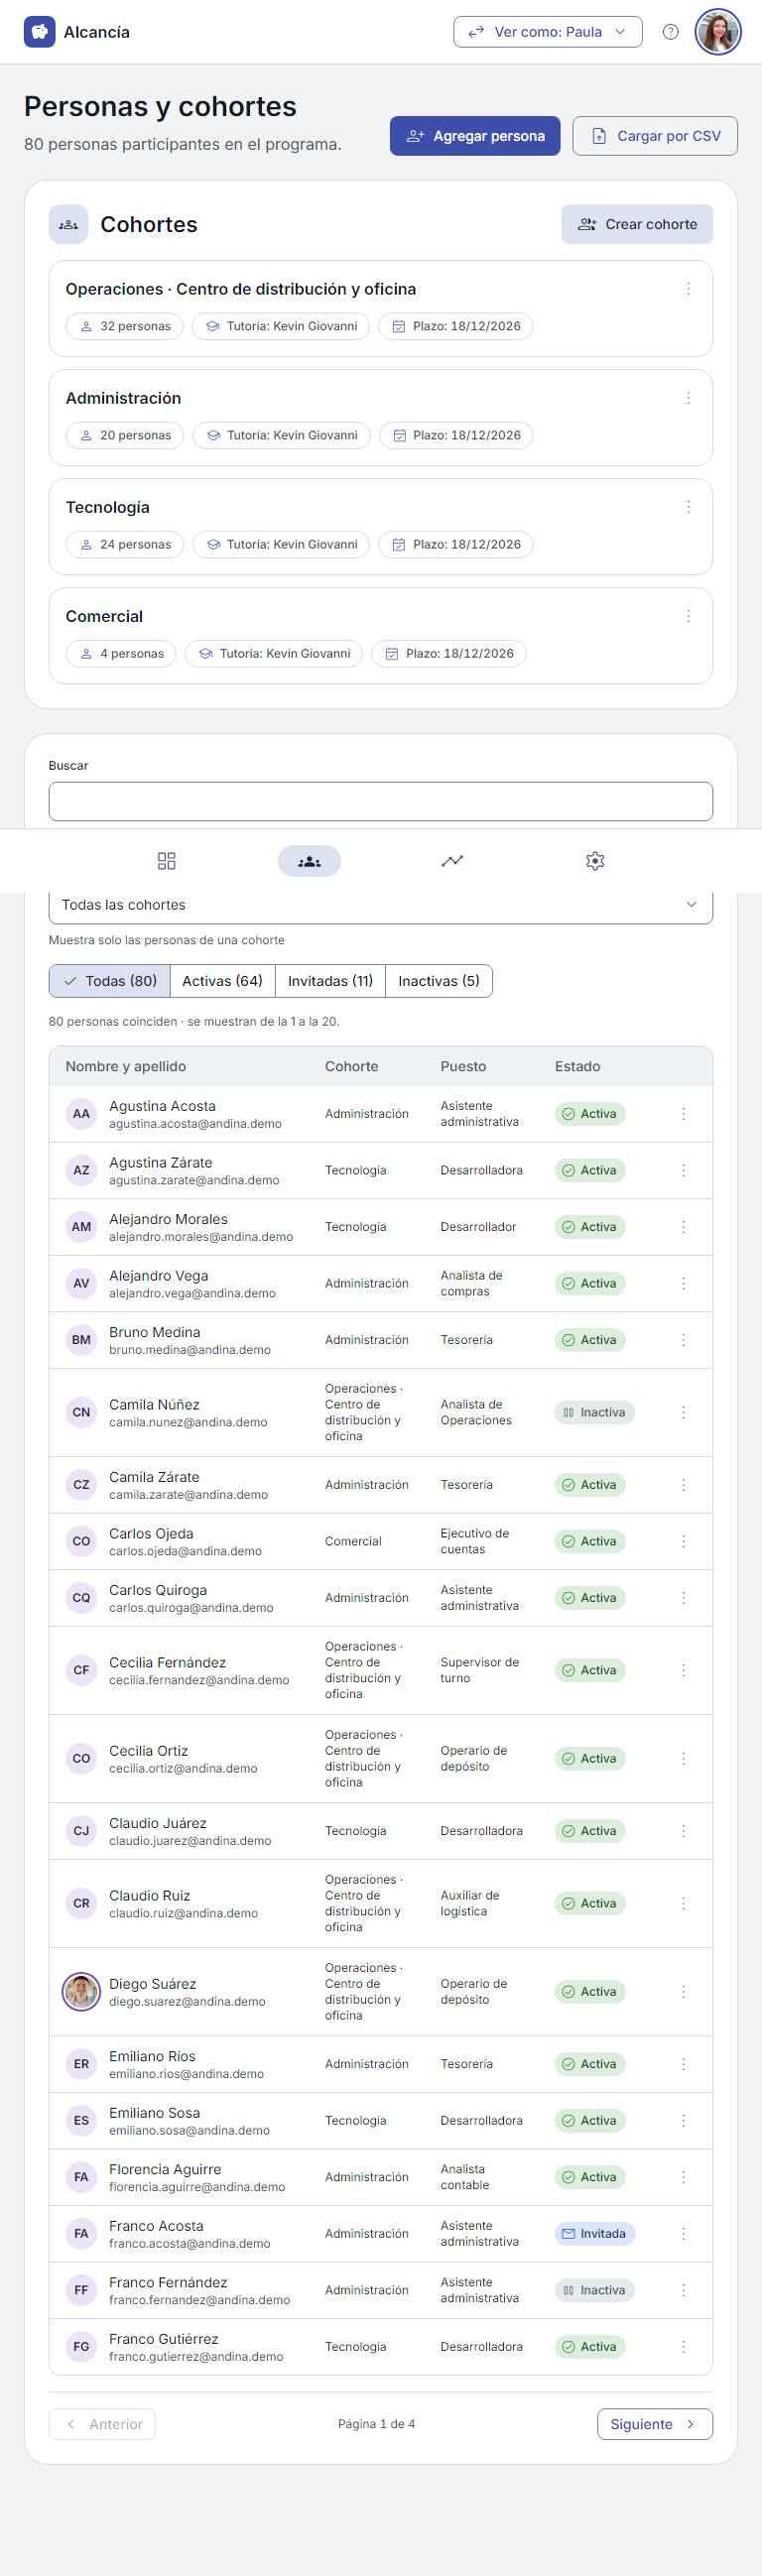 Alcancía
Ver como: Paula
Personas y cohortes
80 personas participantes en el programa.
Agregar persona
Cargar por CSV
Cohortes
Crear cohorte
Operaciones · Centro de distribución y oficina
32 personas
Tutoría: Kevin Giovanni
Plazo: 18/12/2026
Administración
20 personas
Tutoría: Kevin Giovanni
Plazo: 18/12/2026
Tecnología
24 personas
Tutoría: Kevin Giovanni
Plazo: 18/12/2026
Comercial
4 personas
Tutoría: Kevin Giovanni
Plazo: 18/12/2026
Buscar
Todas las cohortes
Muestra solo las personas de una cohorte
Todas (80)
Activas (64)
Invitadas (11)
Inactivas (5)
80 personas coinciden · se muestran de la 1 a la 20.
Nombre y apellido Cohorte Puesto Estado
AA
Agustina Acosta
agustina.acosta@andina.demo
Administración
Asistente
administrativa
Activa
AZ
Agustina Zárate
agustina.zarate@andina.demo
Tecnología
Desarrolladora
Activa
AM
Alejandro Morales
alejandro.morales@andina.demo
Tecnología
Desarrollador
Activa
AV
Alejandro Vega
alejandro.vega@andina.demo
Administración
Analista de
compras
Activa
BM
Bruno Medina
bruno.medina@andina.demo
Administración
Tesorería
Activa
CN
Camila Núñez
camila.nunez@andina.demo
Operaciones ·
Centro de
distribución y
oficina
Analista de
Operaciones
Inactiva
CZ
Camila Zárate
camila.zarate@andina.demo
Administración
Tesorería
Activa
CO
Carlos Ojeda
carlos.ojeda@andina.demo
Comercial
Ejecutivo de
cuentas
Activa
CQ
Carlos Quiroga
carlos.quiroga@andina.demo
Administración
Asistente
administrativa
Activa
CF
Cecilia Fernández
cecilia.fernandez@andina.demo
Operaciones ·
Centro de
distribución y
oficina
Supervisor de
turno
Activa
CO
Cecilia Ortiz
cecilia.ortiz@andina.demo
Operaciones ·
Centro de
distribución y
oficina
Operario de
depósito
Activa
CJ
Claudio Juárez
claudio.juarez@andina.demo
Tecnología
Desarrolladora
Activa
CR
Claudio Ruiz
claudio.ruiz@andina.demo
Operaciones ·
Centro de
distribución y
oficina
Auxiliar de
logística
Activa
Diego Suárez
diego.suarez@andina.demo
Operaciones ·
Centro de
distribución y
oficina
Operario de
depósito
Activa
ER
Emiliano Ríos
emiliano.rios@andina.demo
Administración
Tesorería
Activa
ES
Emiliano Sosa
emiliano.sosa@andina.demo
Tecnología
Desarrolladora
Activa
FA
Florencia Aguirre
florencia.aguirre@andina.demo
Administración
Analista
contable
Activa
FA
Franco Acosta
franco.acosta@andina.demo
Administración
Asistente
administrativa
Invitada
FF
Franco Fernández
franco.fernandez@andina.demo
Administración
Asistente
administrativa
Inactiva
FG
Franco Gutiérrez
franco.gutierrez@andina.demo
Tecnología
Desarrolladora
Activa
Anterior
Página 1 de 4
Siguiente